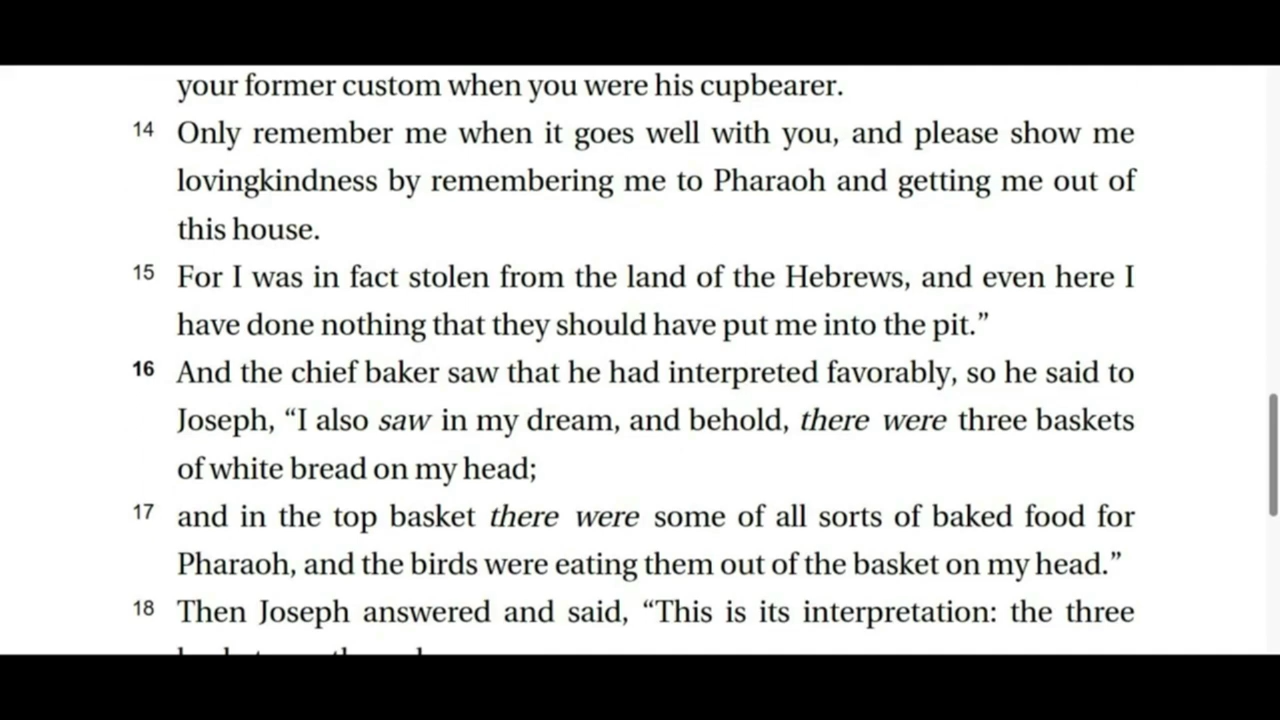 your former custom when you were his cupbearer.
14 Only remember me when it goes well with you, and please show me
lovingkindness by remembering me to Pharaoh and getting me out of
this house.
15 For I was in fact stolen from the land of the Hebrews, and even here I
have done nothing that they should have put me into the pit.”
16 And the chief baker saw that he had interpreted favorably, so he said to
Joseph, “I also saw in my dream, and behold, there were three baskets
of white bread on my head;
17 and in the top basket there were some of all sorts of baked food for
Pharaoh, and the birds were eating them out of the basket on my head.”
18 Then Joseph answered and said, “This is its interpretation: the three